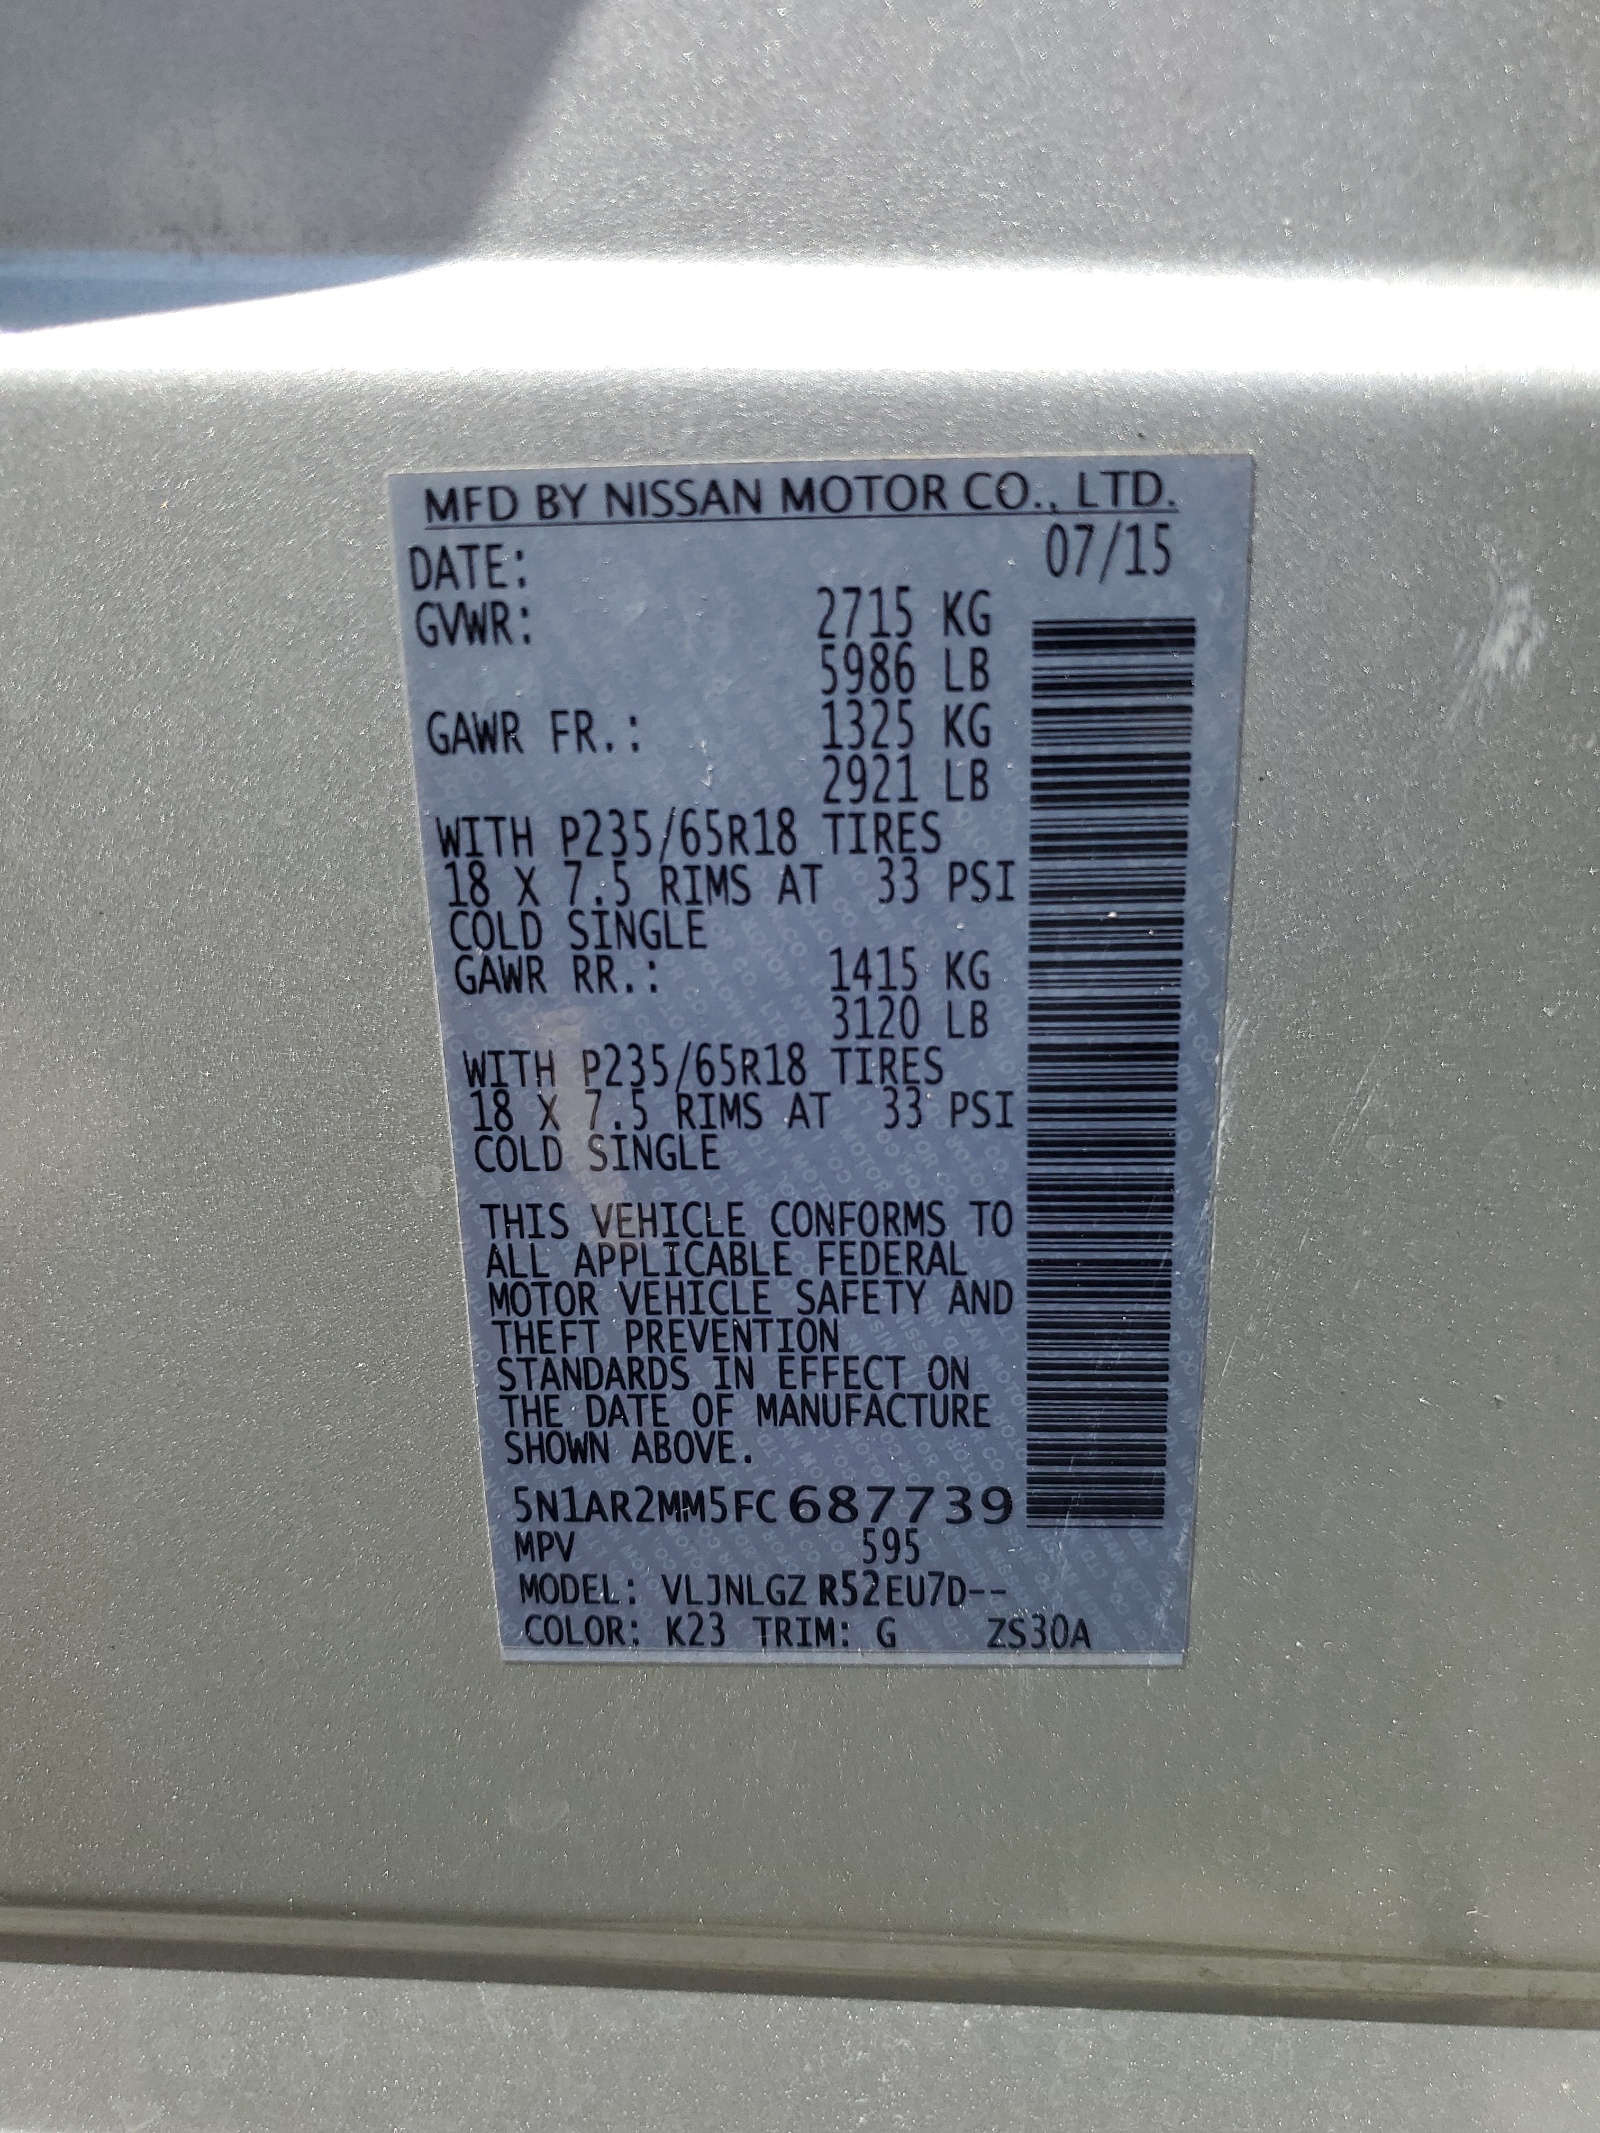 MFD BY NISSAN MOTOR CO., LTD.
DATE: 07/15
GVWR: 2715 KG
5986 LB
GAWR FR.: 1325 KG
2921 LB
WITH P235/65R18 TIRES
18 X 7.5 RIMS AT 33 PSI
COLD SINGLE
GAWR RR.: 1415 KG
3120 LB
WITH P235/65R18 TIRES
18 X 7.5 RIMS AT 33 PSI
COLD SINGLE
THIS VEHICLE CONFORMS TO
ALL APPLICABLE FEDERAL
MOTOR VEHICLE SAFETY AND
THEFT PREVENTION
STANDARDS IN EFFECT ON
THE DATE OF MANUFACTURE
SHOWN ABOVE.
5N1AR2MM5FC687739
MPV 595
MODEL: VLJNLGZ R52EU7D--
COLOR: K23 TRIM: G ZS30A